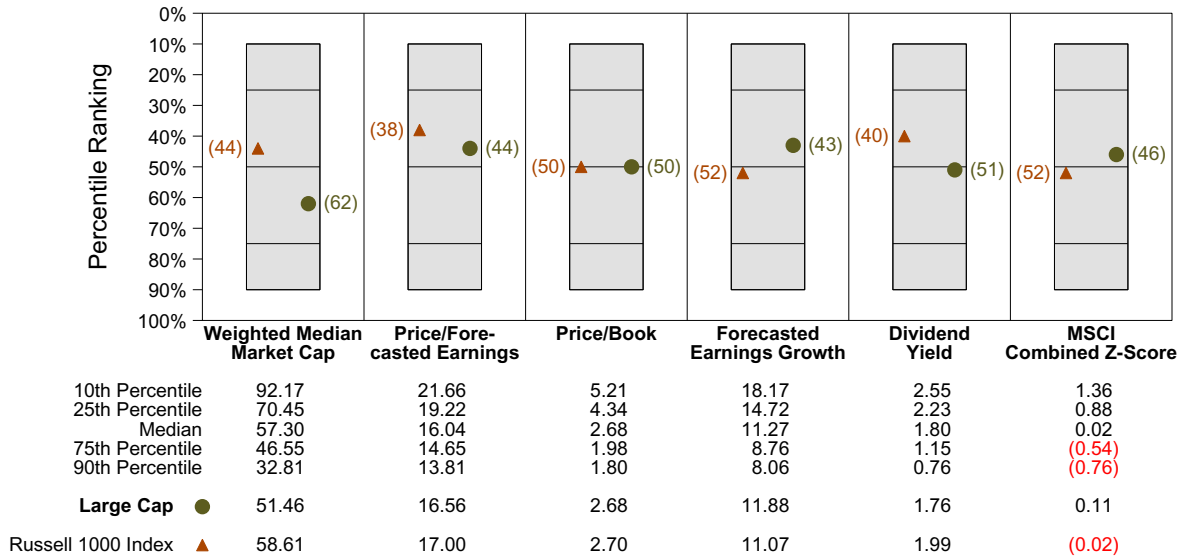 Percentile Ranking
0%
10%
20%
30%
40%
50%
60%
70%
80%
90%
100%
(44)
(62)
(38)
(44)
(50)
(50)
(52)
(43)
(40)
(51)
(52)
(46)
Weighted Median
Market Cap
Price/Fore-
casted Earnings
Price/Book
Forecasted
Earnings Growth
Dividend
Yield
MSCI
Combined Z-Score
10th Percentile 92.17 21.66 5.21 18.17 2.55 1.36
25th Percentile 70.45 19.22 4.34 14.72 2.23 0.88
Median 57.30 16.04 2.68 11.27 1.80 0.02
75th Percentile 46.55 14.65 1.98 8.76 1.15 (0.54)
90th Percentile 32.81 13.81 1.80 8.06 0.76 (0.76)
Large Cap 51.46 16.56 2.68 11.88 1.76 0.11
Russell 1000 Index 58.61 17.00 2.70 11.07 1.99 (0.02)